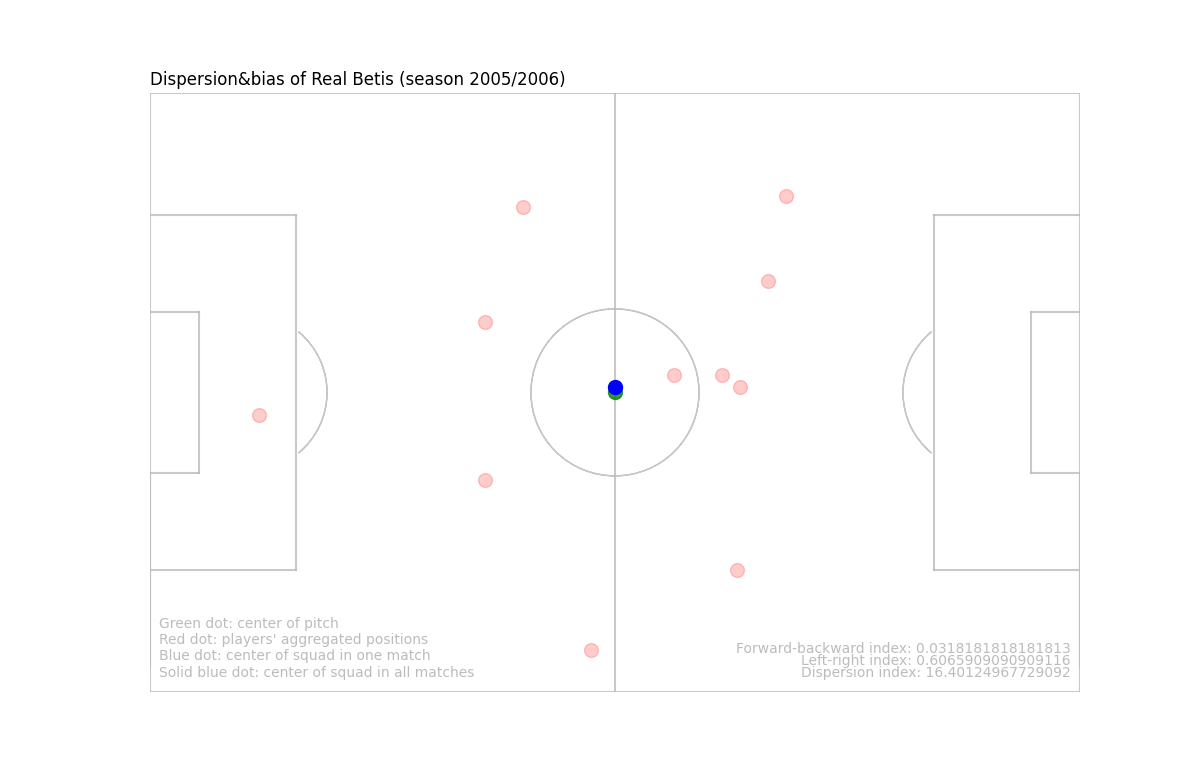 Dispersion&bias of Real Betis (season 2005/2006)
Green dot: center of pitch
Red dot: players' aggregated positions
Blue dot: center of squad in one match
Solid blue dot: center of squad in all matches
Forward-backward index: 0.0318181818181813
Left-right index: 0.6065909090909116
Dispersion index: 16.40124967729092